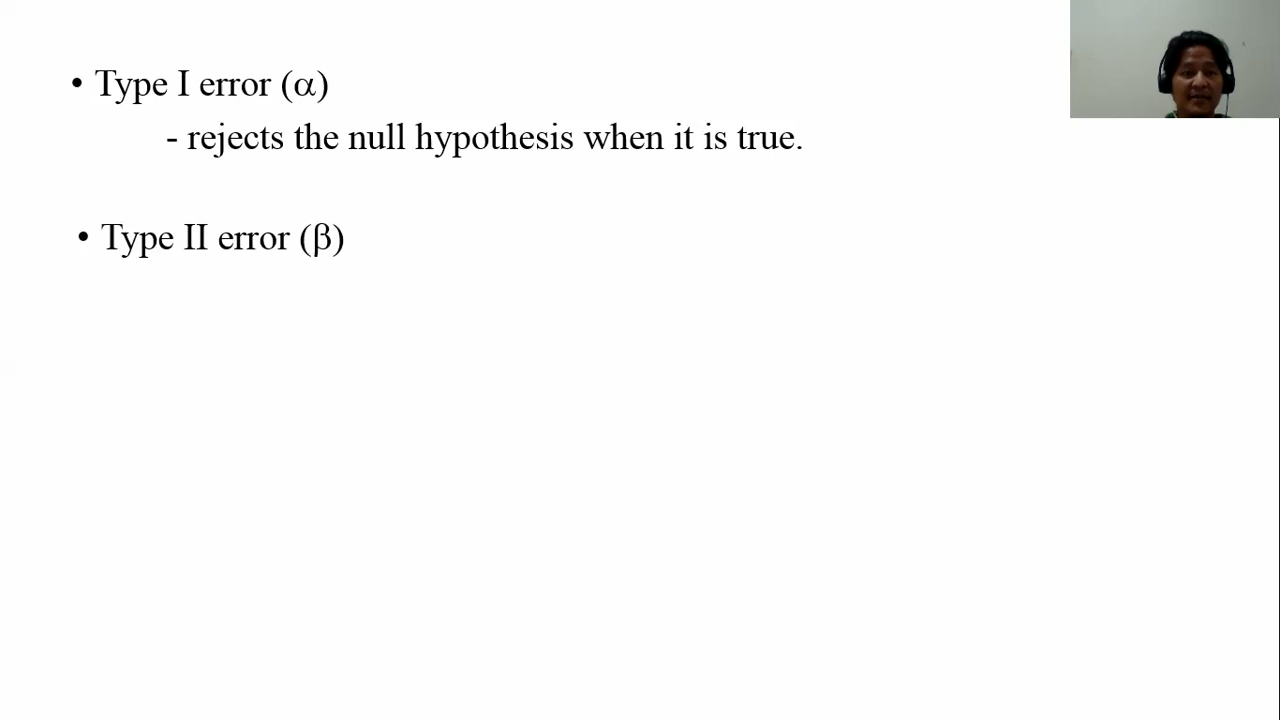 • Type I error (α)
- rejects the null hypothesis when it is true.
• Type II error (β)